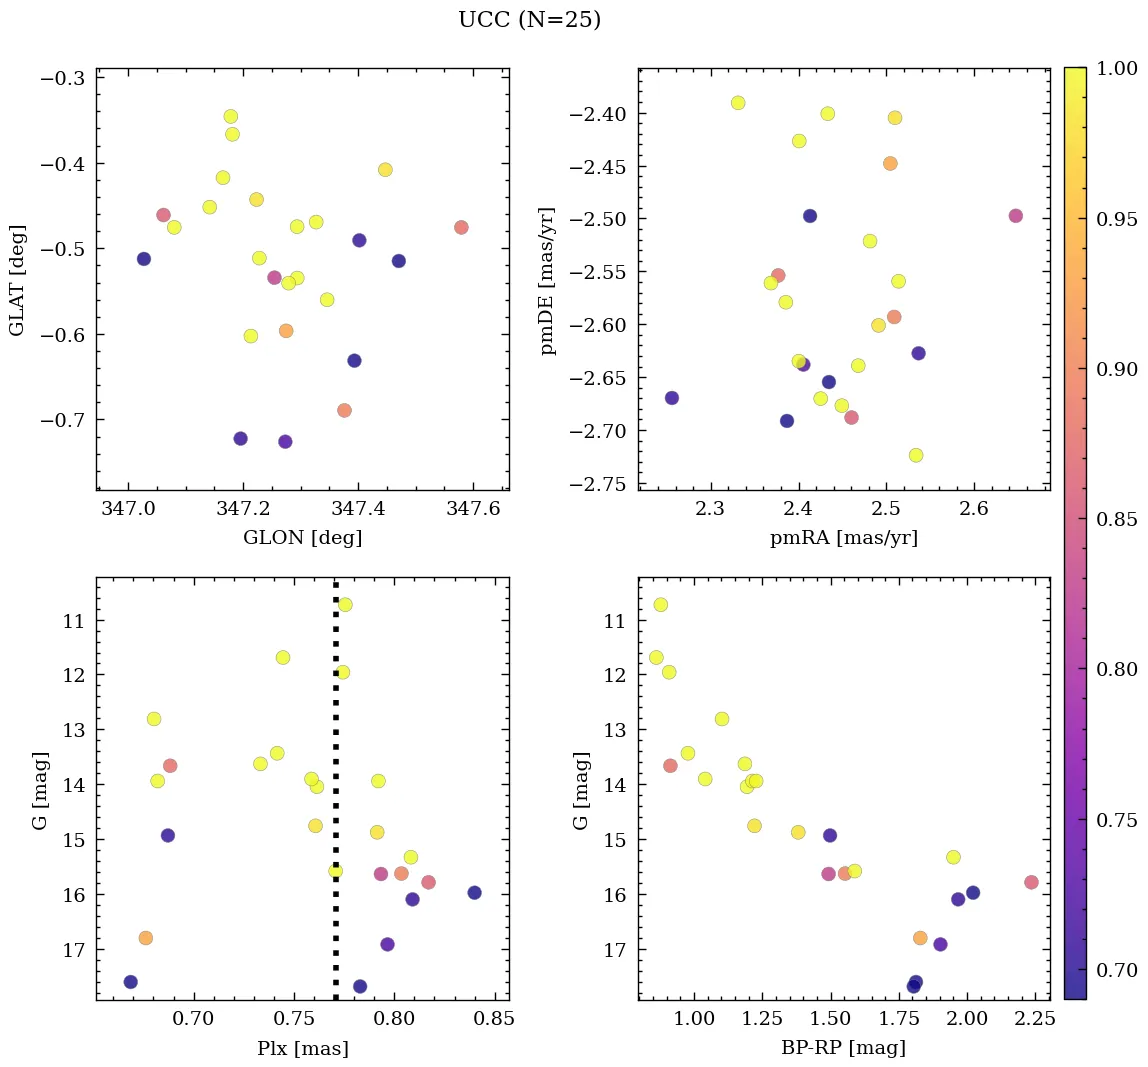 UCC (N=25)
−0.3
−0.4
−0.5
−0.6
−0.7
GLAT [deg]
347.0 347.2 347.4 347.6
GLON [deg]
−2.40
−2.45
−2.50
−2.55
−2.60
−2.65
−2.70
−2.75
pmDE [mas/yr]
2.3 2.4 2.5 2.6
pmRA [mas/yr]
11
12
13
14
15
16
17
G [mag]
0.70 0.75 0.80 0.85
Plx [mas]
11
12
13
14
15
16
17
G [mag]
1.00 1.25 1.50 1.75 2.00 2.25
BP-RP [mag]
1.00
0.95
0.90
0.85
0.80
0.75
0.70